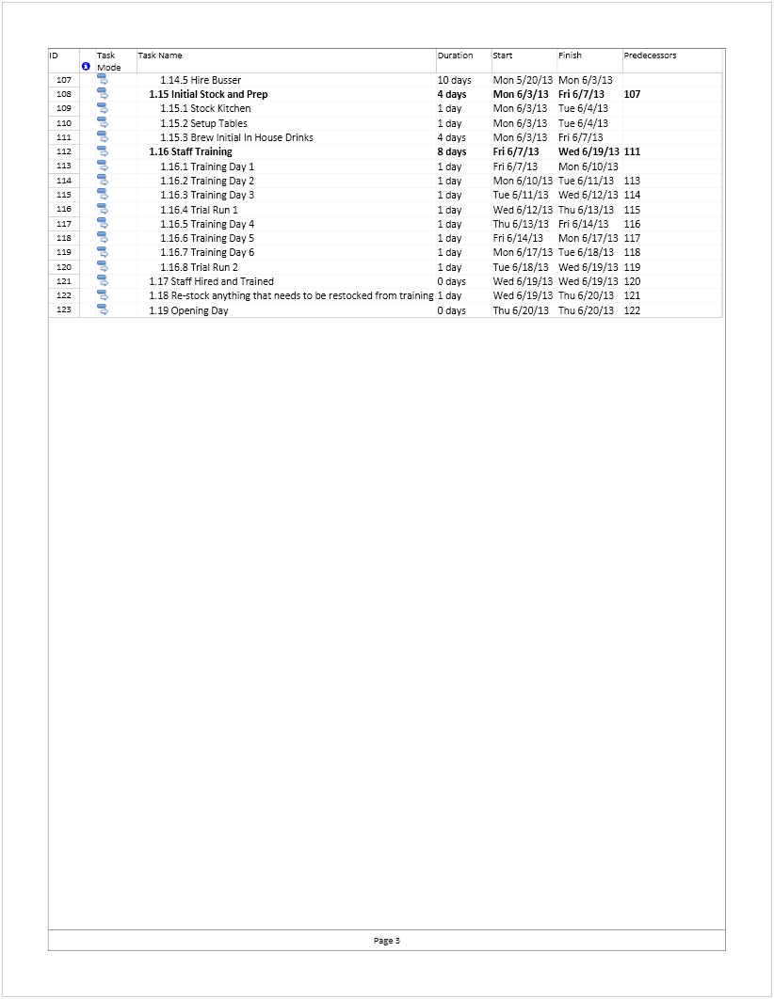 ID Task Mode Task Name Duration Start Finish Predecessors
107 1.14.5 Hire Busser 10 days Mon 5/20/13 Mon 6/3/13
108 1.15 Initial Stock and Prep 4 days Mon 6/3/13 Fri 6/7/13 107
109 1.15.1 Stock Kitchen 1 day Mon 6/3/13 Tue 6/4/13
110 1.15.2 Setup Tables 1 day Mon 6/3/13 Tue 6/4/13
111 1.15.3 Brew Initial In House Drinks 4 days Mon 6/3/13 Fri 6/7/13
112 1.16 Staff Training 8 days Fri 6/7/13 Wed 6/19/13 111
113 1.16.1 Training Day 1 1 day Fri 6/7/13 Mon 6/10/13
114 1.16.2 Training Day 2 1 day Mon 6/10/13 Tue 6/11/13 113
115 1.16.3 Training Day 3 1 day Tue 6/11/13 Wed 6/12/13 114
116 1.16.4 Trial Run 1 1 day Wed 6/12/13 Thu 6/13/13 115
117 1.16.5 Training Day 4 1 day Thu 6/13/13 Fri 6/14/13 116
118 1.16.6 Training Day 5 1 day Fri 6/14/13 Mon 6/17/13 117
119 1.16.7 Training Day 6 1 day Mon 6/17/13 Tue 6/18/13 118
120 1.16.8 Trial Run 2 1 day Tue 6/18/13 Wed 6/19/13 119
121 1.17 Staff Hired and Trained 0 days Wed 6/19/13 Wed 6/19/13 120
122 1.18 Re-stock anything that needs to be restocked from training 1 day Wed 6/19/13 Thu 6/20/13 121
123 1.19 Opening Day 0 days Thu 6/20/13 Thu 6/20/13 122
Page 3